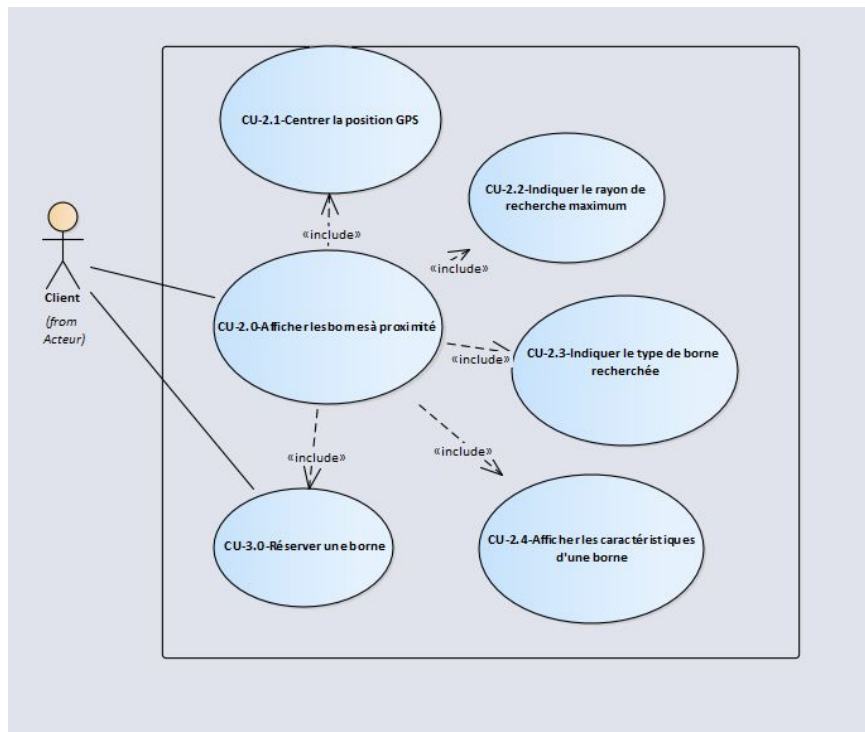 CU-2.1-Centrer la position GPS
CU-2.2-Indiquer le rayon de
recherche maximum
«include»
«include»
Client
(from
Acteur)
CU-2.0-Afficher les bornes à proximité
CU-2.3-Indiquer le type de borne
recherchée
«include»
«include»
«include»
CU-3.0-Réserver une borne
CU-2.4-Afficher les caractéristiques
d'une borne